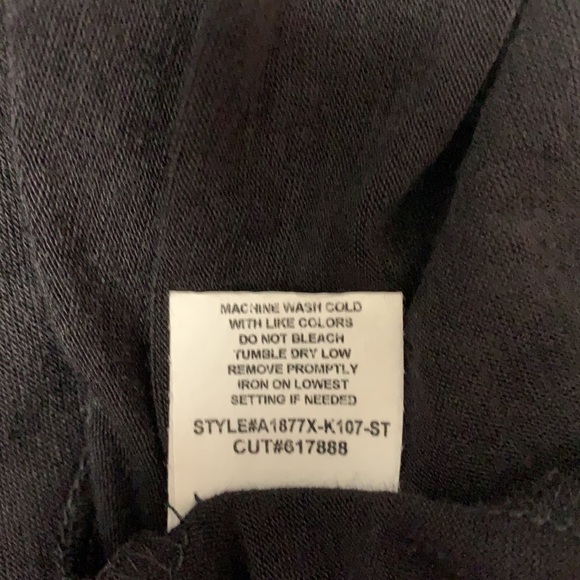 MACHINE WASH COLD
WITH LIKE COLORS
DO NOT BLEACH
TUMBLE DRY LOW
REMOVE PROMPTLY
IRON ON LOWEST
SETTING IF NEEDED
STYLE#A1877X-K107-ST
CUT#617888